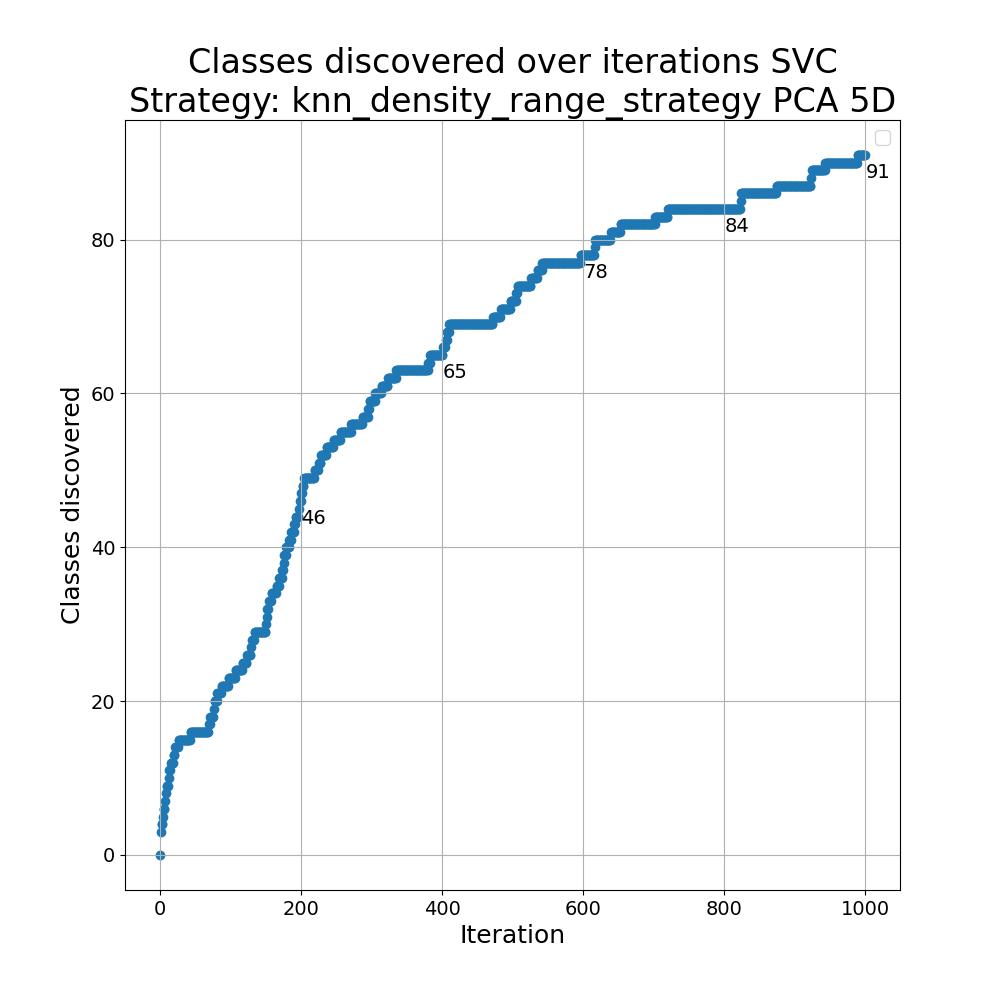 Classes discovered over iterations SVC
Strategy: knn_density_range_strategy PCA 5D
91
84
80
78
65
60
46
40
20
0
Classes discovered
0 200 400 600 800 1000
Iteration